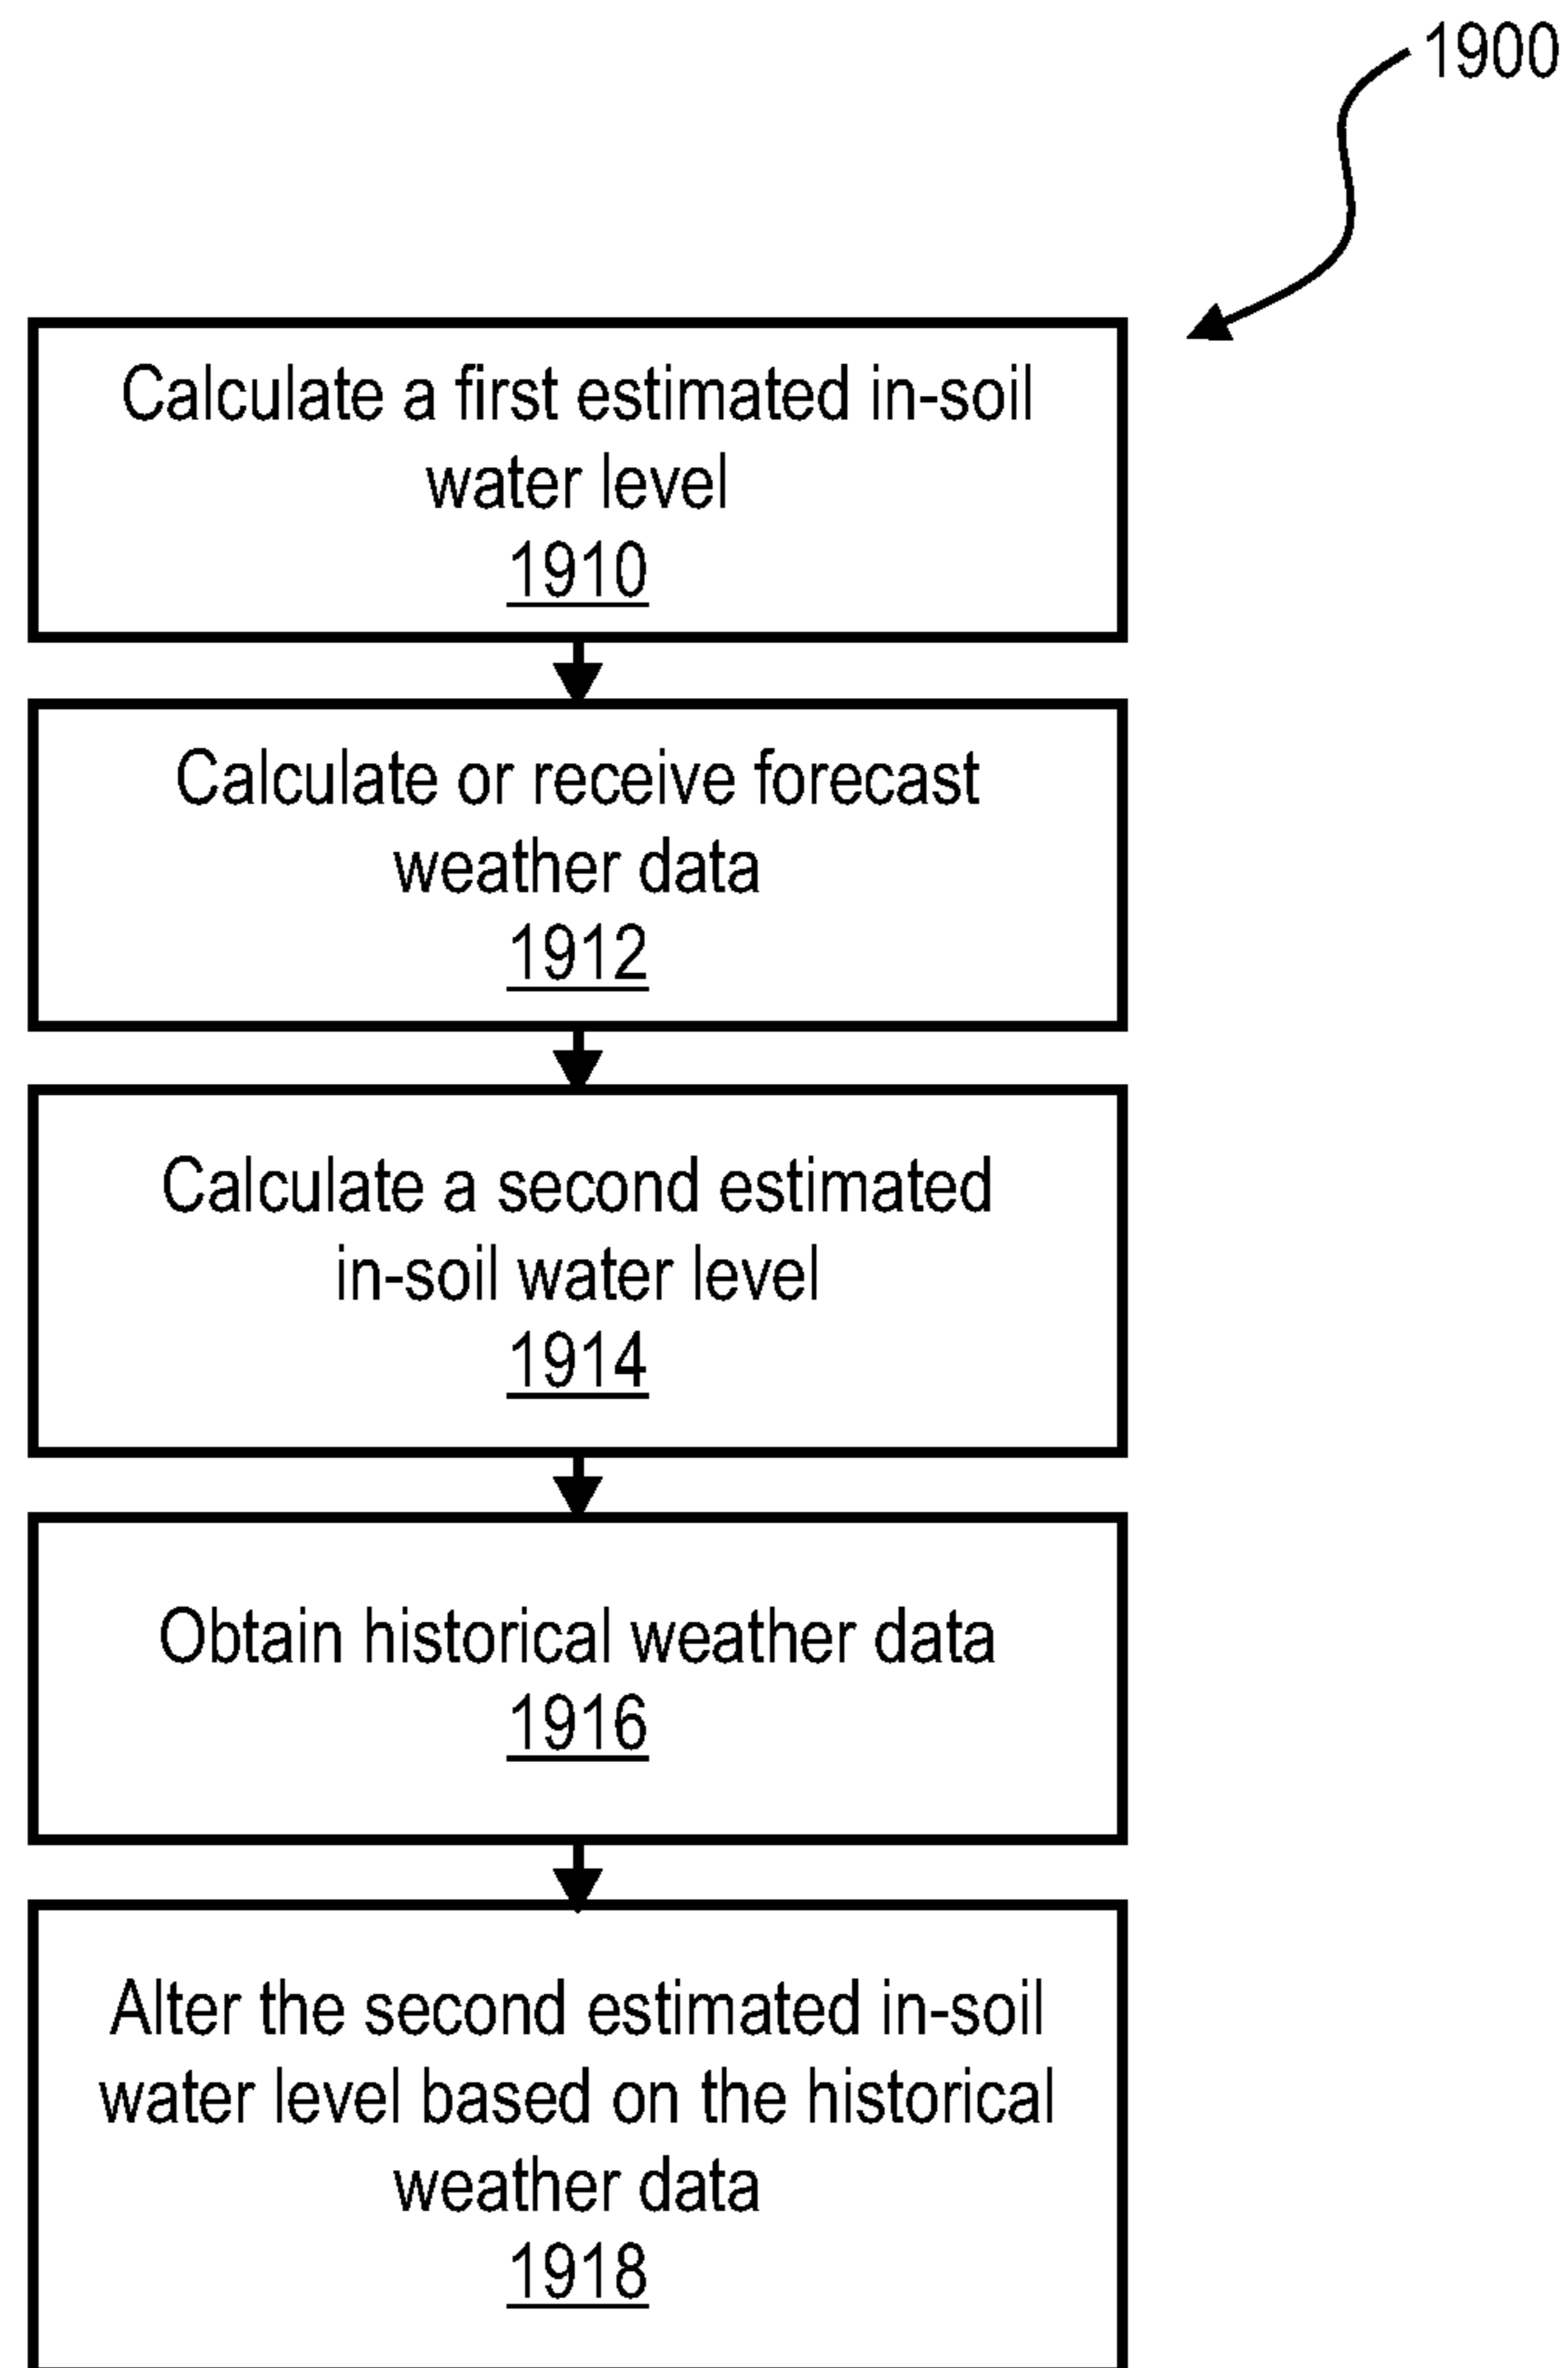 1900
Calculate a first estimated in-soil
water level
1910
Calculate or receive forecast
weather data
1912
Calculate a second estimated
in-soil water level
1914
Obtain historical weather data
1916
Alter the second estimated in-soil
water level based on the historical
weather data
1918